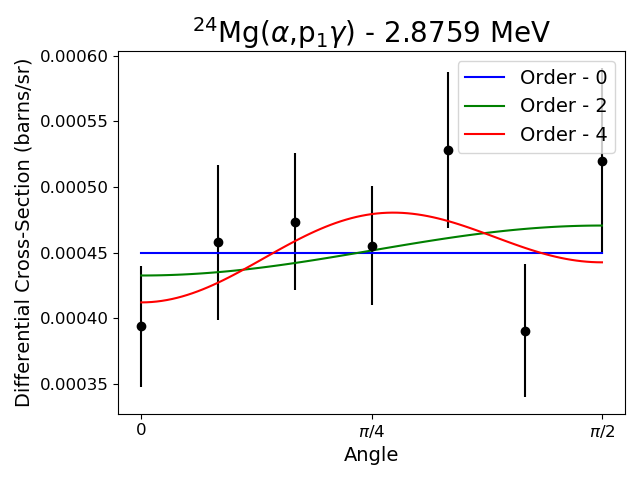 ²⁴Mg(α,p₁γ) - 2.8759 MeV
Differential Cross-Section (barns/sr)
0.00060
0.00055
0.00050
0.00045
0.00040
0.00035
Order - 0
Order - 2
Order - 4
0
π/4
π/2
Angle